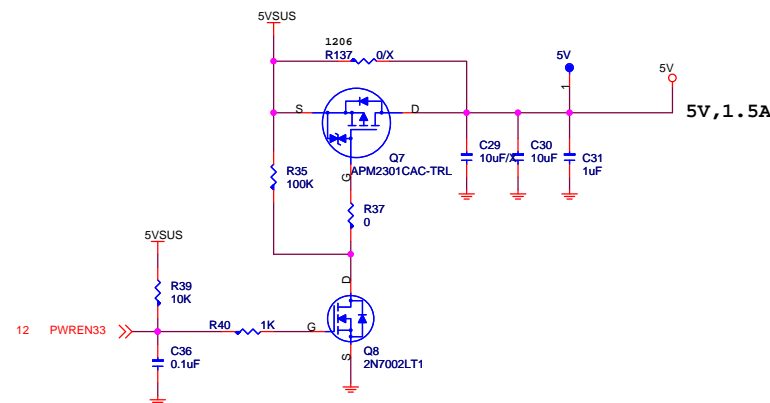 5VSUS
1206
R137 0/X
5V
5V
1
S
D
5V,1.5A
Q7
APM2301CAC-TRL
C29
10uF/X
C30
10uF
C31
1uF
R35
100K
G
R37
0
5VSUS
R39
10K
D
12 PWREN33
R40 1K
G
Q8
2N7002LT1
S
C36
0.1uF